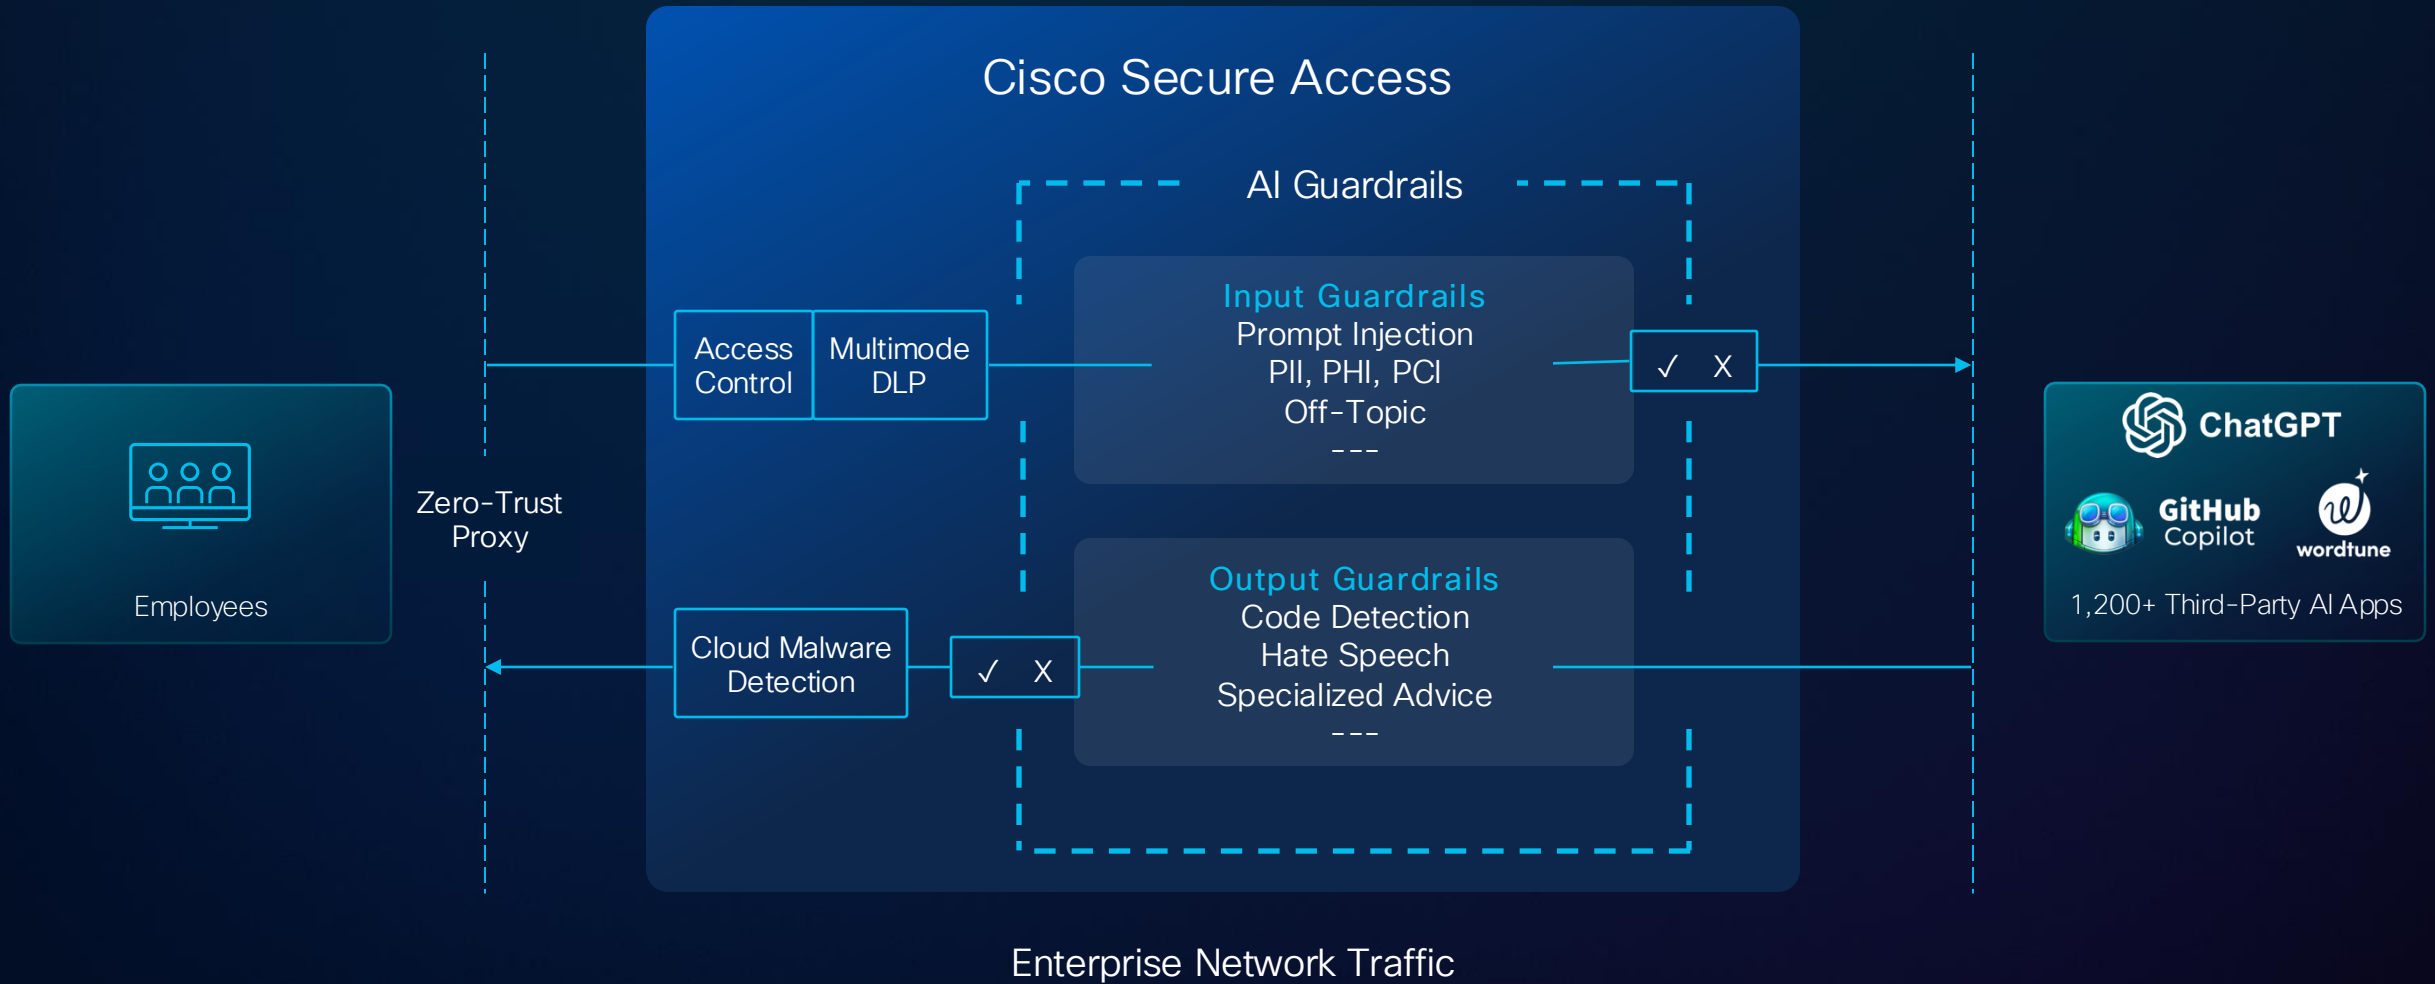 Cisco Secure Access
AI Guardrails
Input Guardrails
Prompt Injection
PII, PHI, PCI
Off-Topic
---
Access
Control
Multimode
DLP
✓ X
Employees
Zero-Trust
Proxy
ChatGPT
GitHub
Copilot
wordtune
1,200+ Third-Party AI Apps
Output Guardrails
Code Detection
Hate Speech
Specialized Advice
---
Cloud Malware
Detection
✓ X
Enterprise Network Traffic